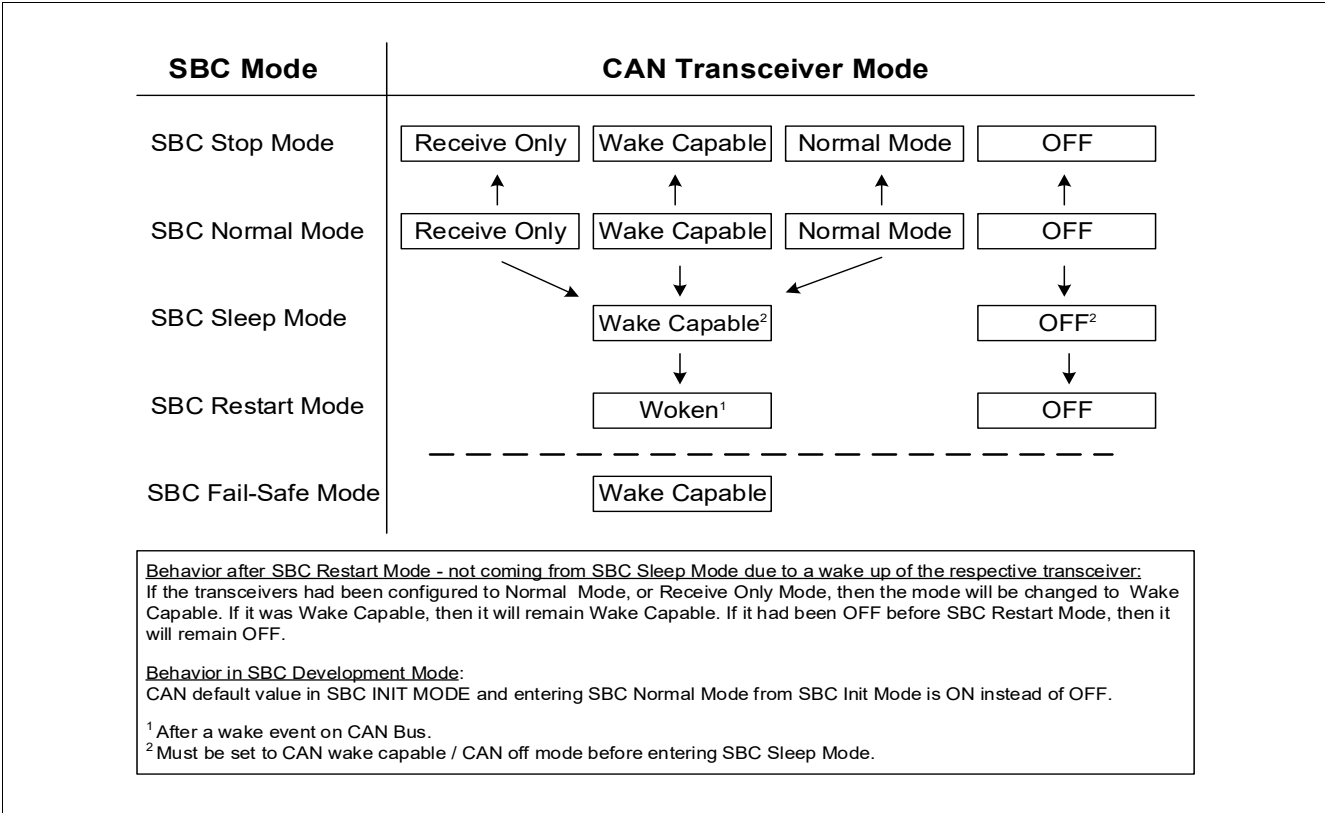 SBC Mode CAN Transceiver Mode
SBC Stop Mode Receive Only Wake Capable Normal Mode OFF
SBC Normal Mode Receive Only Wake Capable Normal Mode OFF
SBC Sleep Mode Wake Capable² OFF²
SBC Restart Mode Woken¹ OFF
SBC Fail-Safe Mode Wake Capable
Behavior after SBC Restart Mode - not coming from SBC Sleep Mode due to a wake up of the respective transceiver:
If the transceivers had been configured to Normal Mode, or Receive Only Mode, then the mode will be changed to Wake
Capable. If it was Wake Capable, then it will remain Wake Capable. If it had been OFF before SBC Restart Mode, then it
will remain OFF.
Behavior in SBC Development Mode:
CAN default value in SBC INIT MODE and entering SBC Normal Mode from SBC Init Mode is ON instead of OFF.
¹ After a wake event on CAN Bus.
² Must be set to CAN wake capable / CAN off mode before entering SBC Sleep Mode.